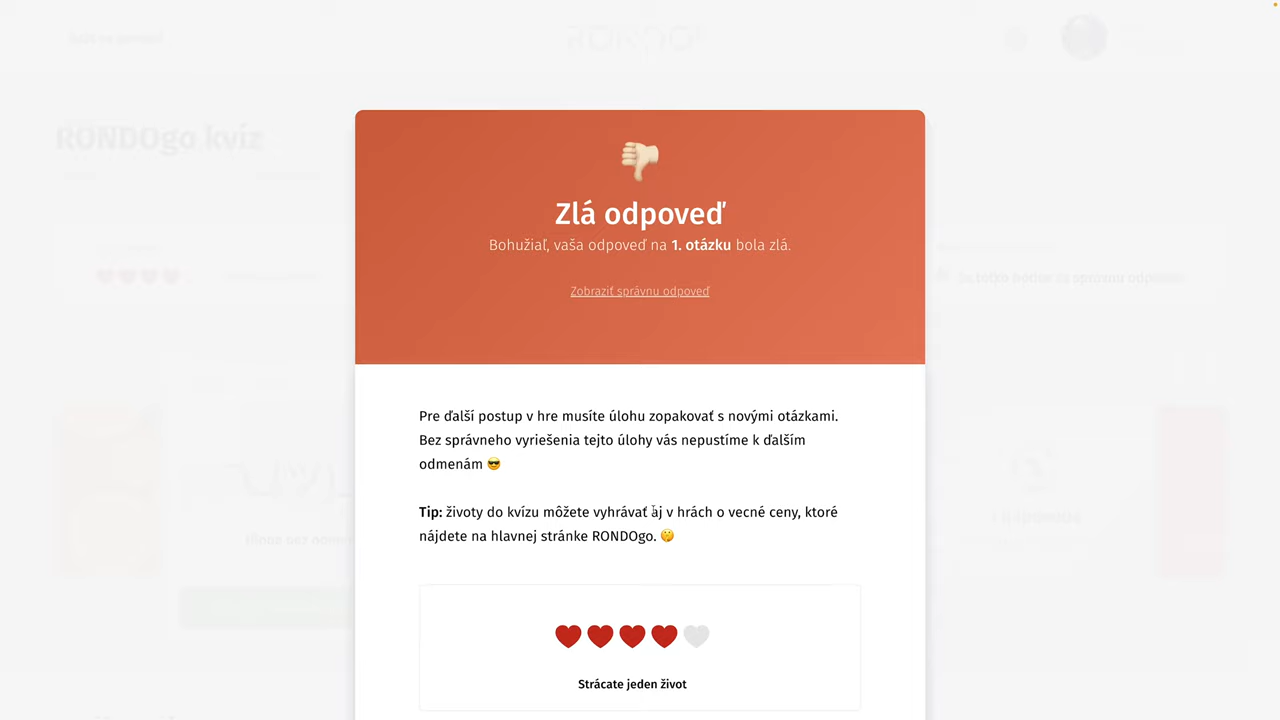 RONDOgo kvíz
Zlá odpoveď
Bohužiaľ, vaša odpoveď na 1. otázku bola zlá.
Zobraziť správnu odpoveď
Pre ďalší postup v hre musíte úlohu zopakovať s novými otázkami.
Bez správneho vyriešenia tejto úlohy vás nepustíme k ďalším
odmenám 😎
Tip: životy do kvízu môžete vyhrávať aj v hrách o vecné ceny, ktoré
nájdete na hlavnej stránke RONDOgo. 🤫
Strácate jeden život